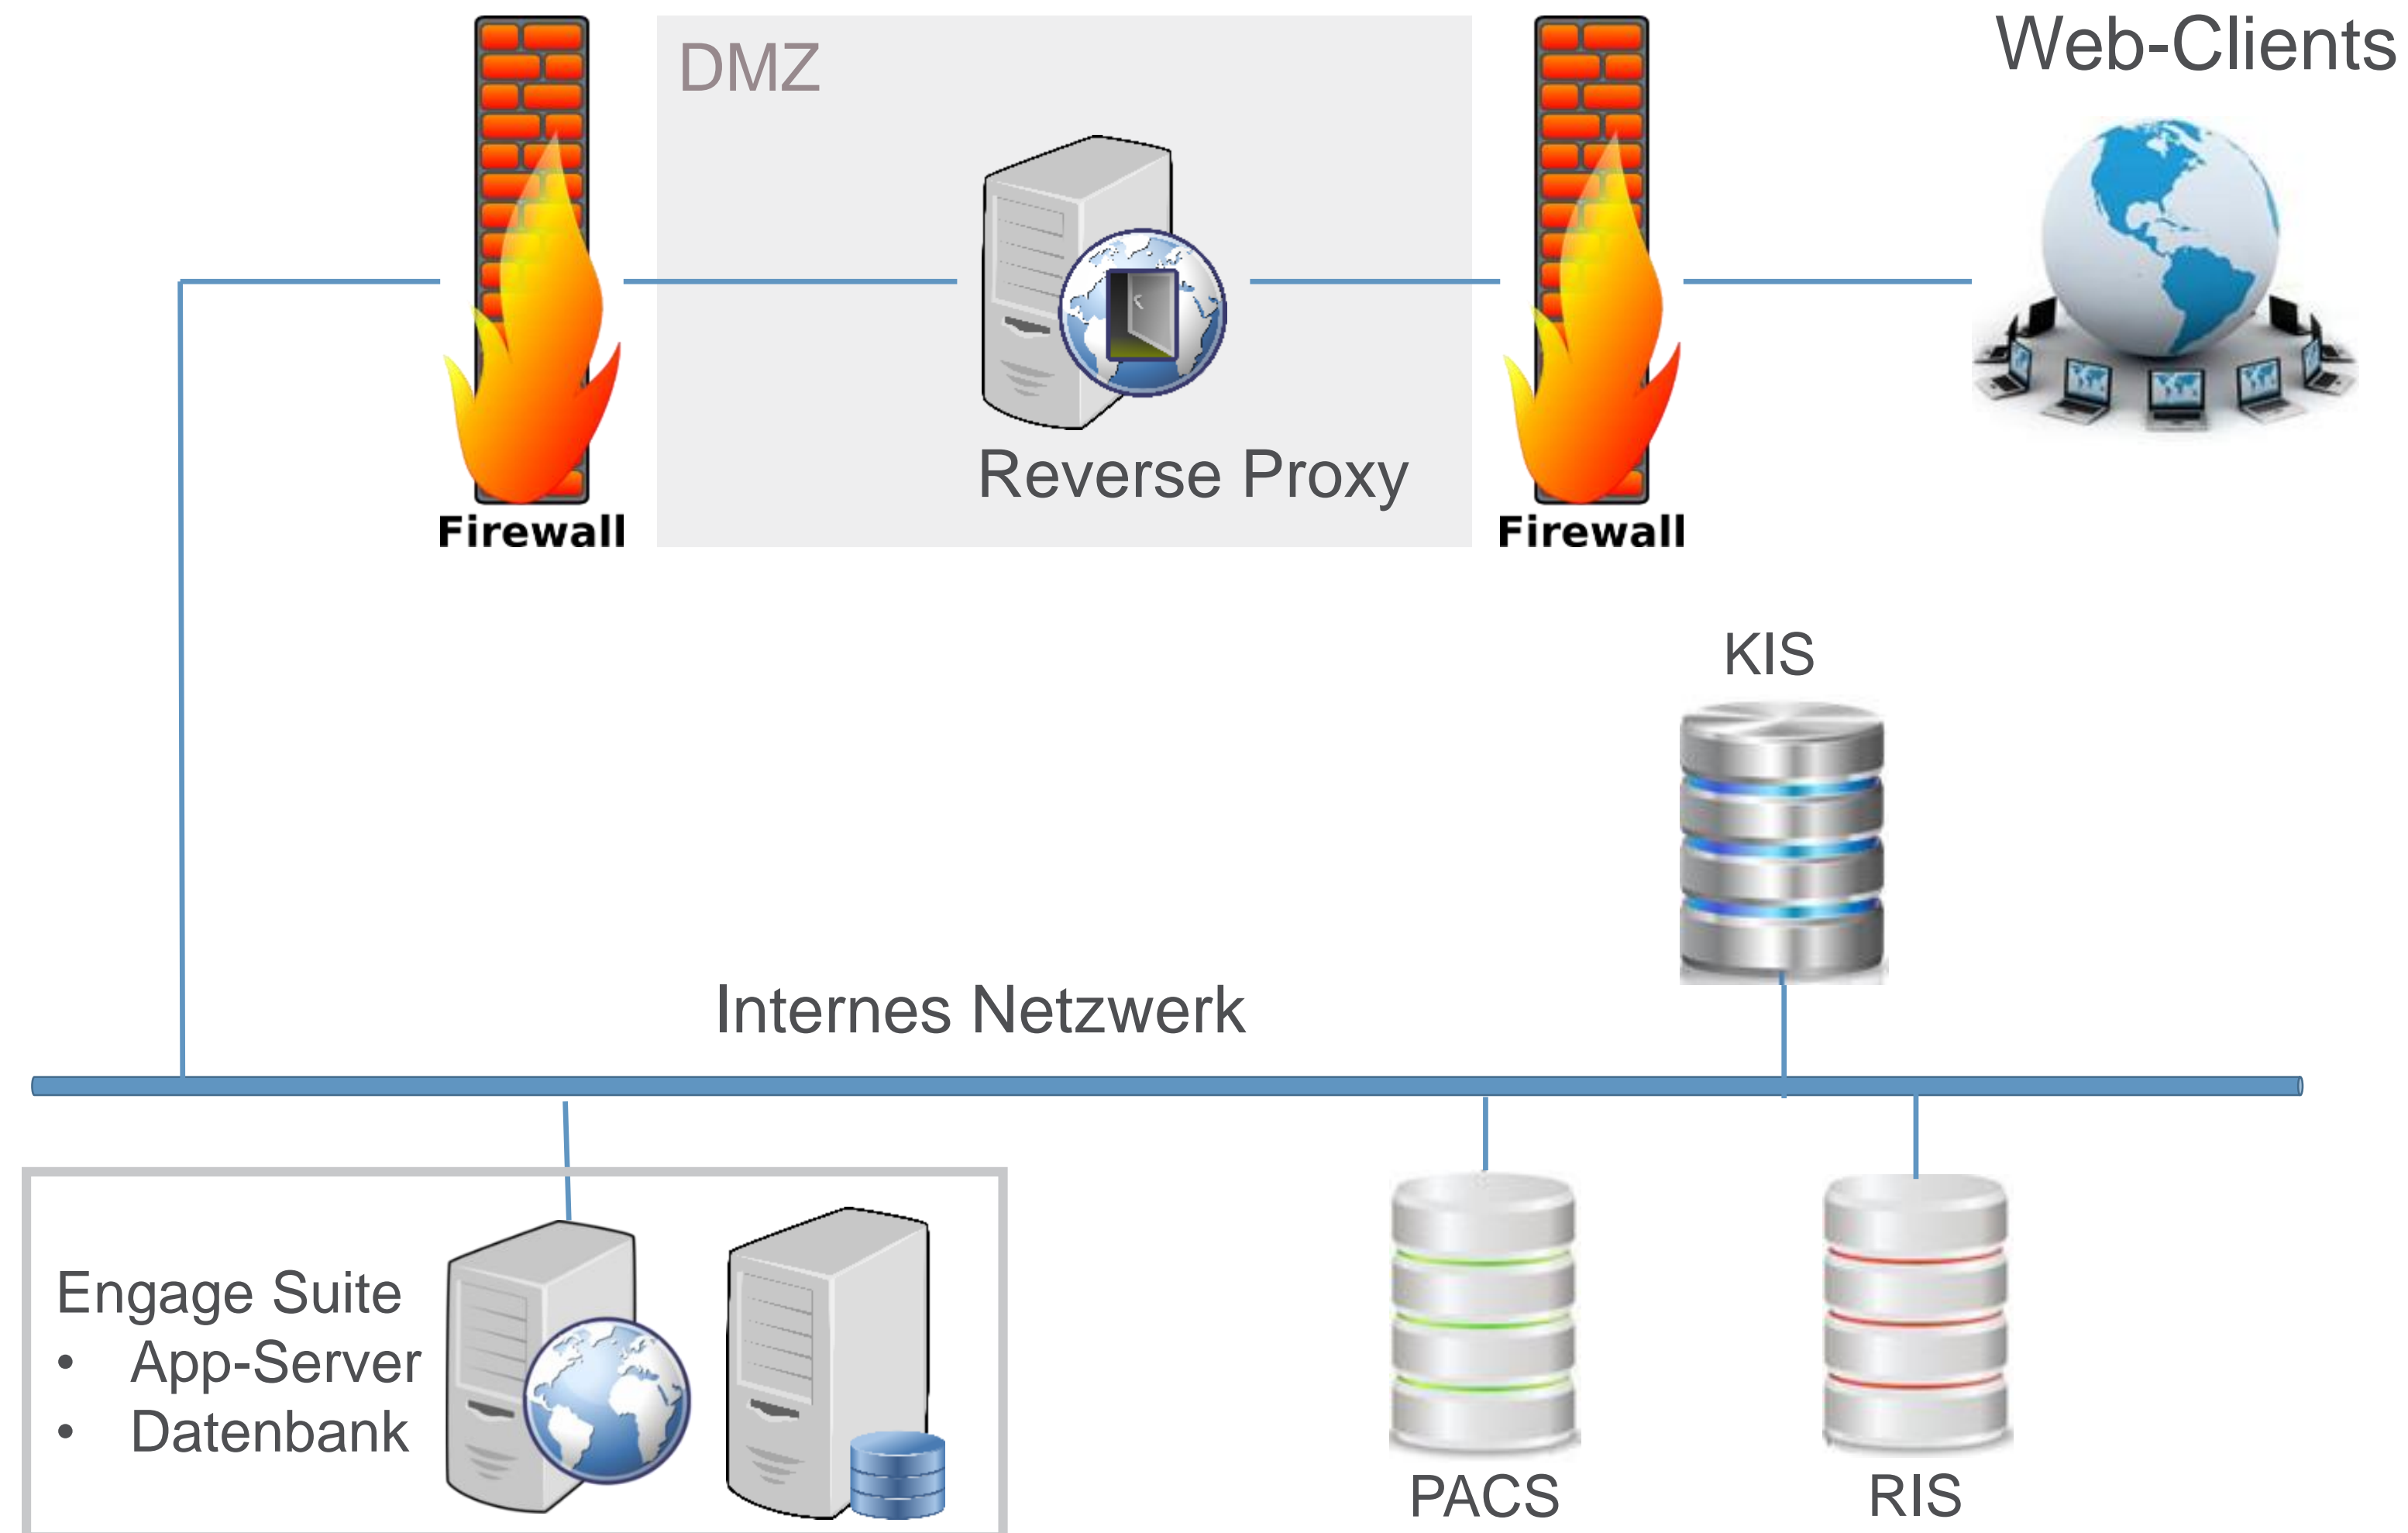 DMZ
Web-Clients
Reverse Proxy
Firewall
Firewall
KIS
Internes Netzwerk
Engage Suite
• App-Server
• Datenbank
PACS
RIS